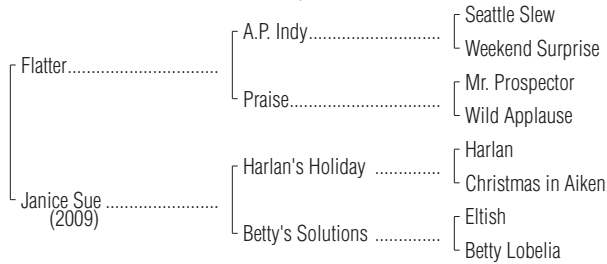 Seattle Slew
A.P. Indy..............................
Weekend Surprise
Flatter................................
Mr. Prospector
Praise.................................
Wild Applause
Harlan
Harlan's Holiday ..............
Christmas in Aiken
Janice Sue ........................
(2009)
Eltish
Betty's Solutions ..............
Betty Lobelia